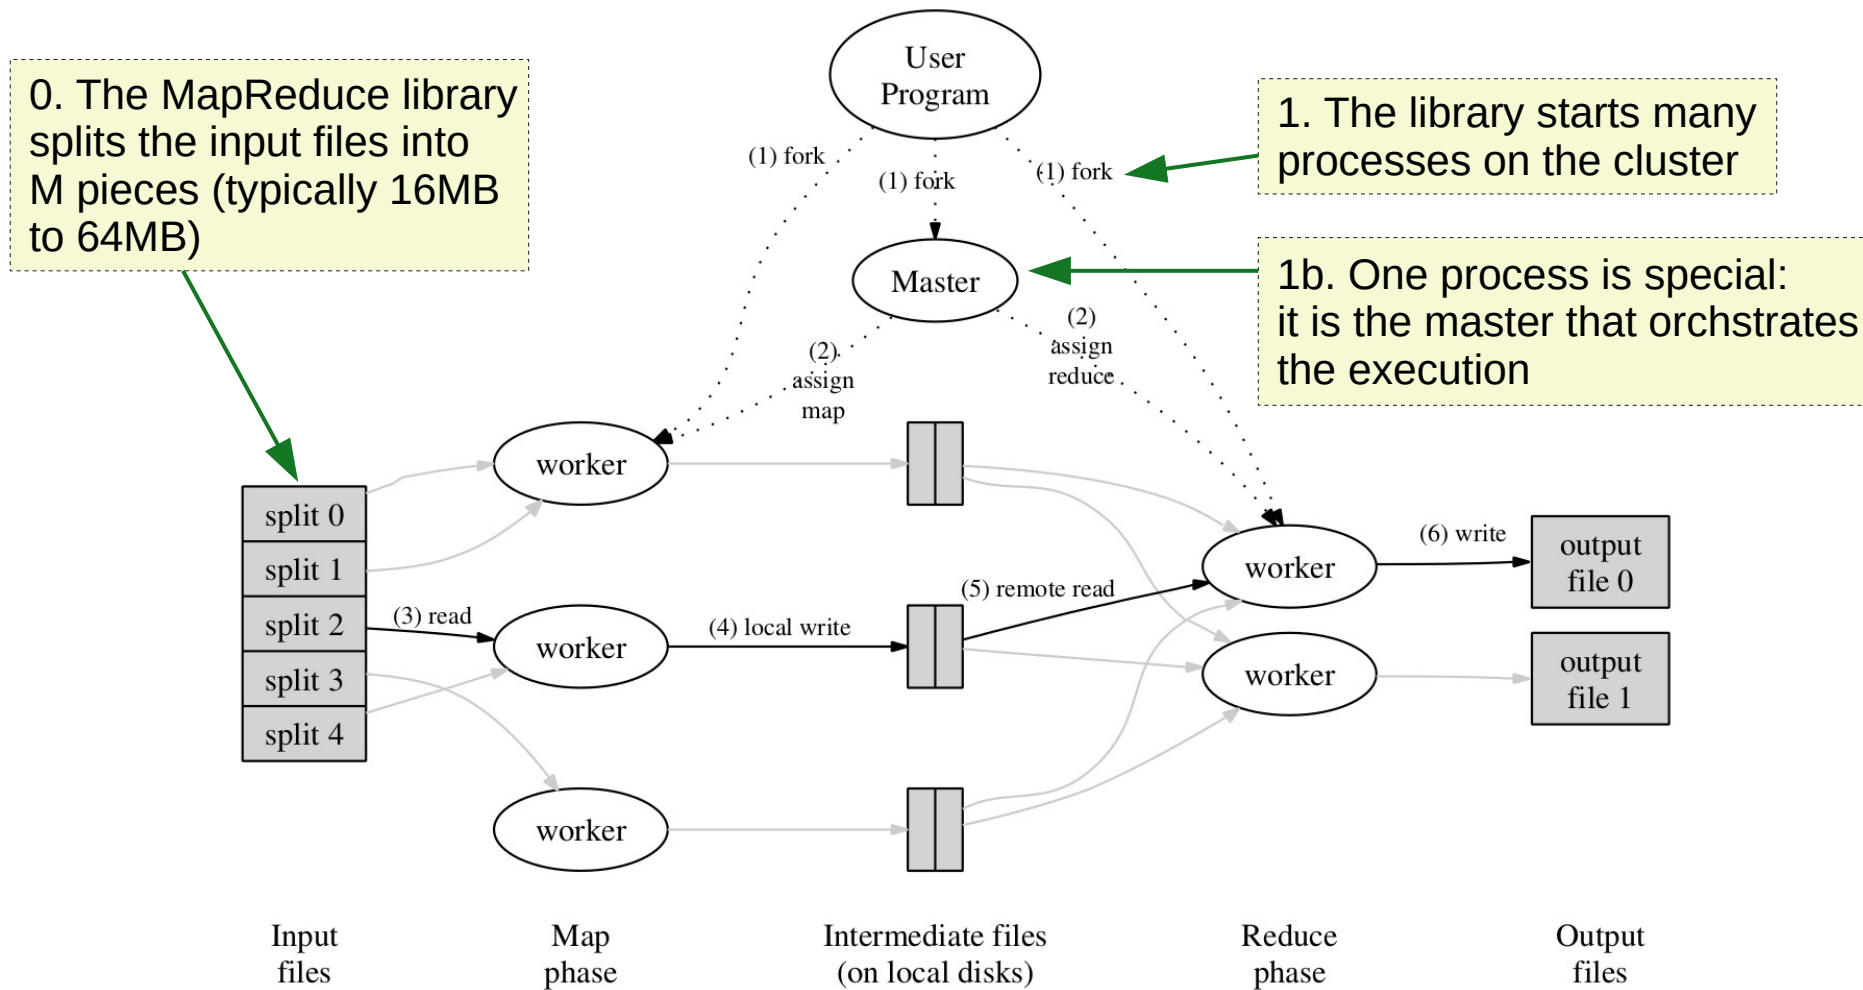 User
Program
0. The MapReduce library
splits the input files into
M pieces (typically 16MB
to 64MB)
1. The library starts many
processes on the cluster
(1) fork
(1) fork
(1) fork
Master
1b. One process is special:
it is the master that orchstrates
the execution
(2)
assign
map
(2)
assign
reduce
split 0
split 1
split 2
split 3
split 4
(3) read
worker
worker
worker
(4) local write
(5) remote read
worker
worker
(6) write
output
file 0
output
file 1
Input
files
Map
phase
Intermediate files
(on local disks)
Reduce
phase
Output
files